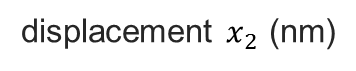 displacement 𝑥₂ (nm)